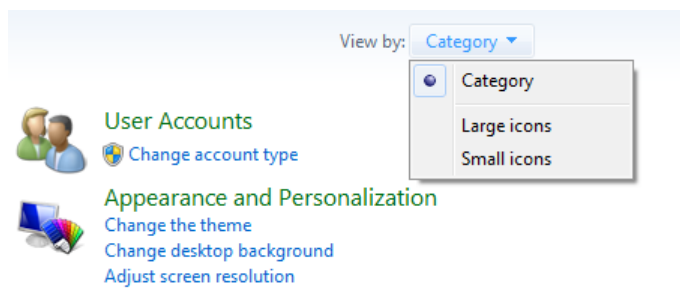 View by: Category
Category
Large icons
Small icons
User Accounts
Change account type
Appearance and Personalization
Change the theme
Change desktop background
Adjust screen resolution